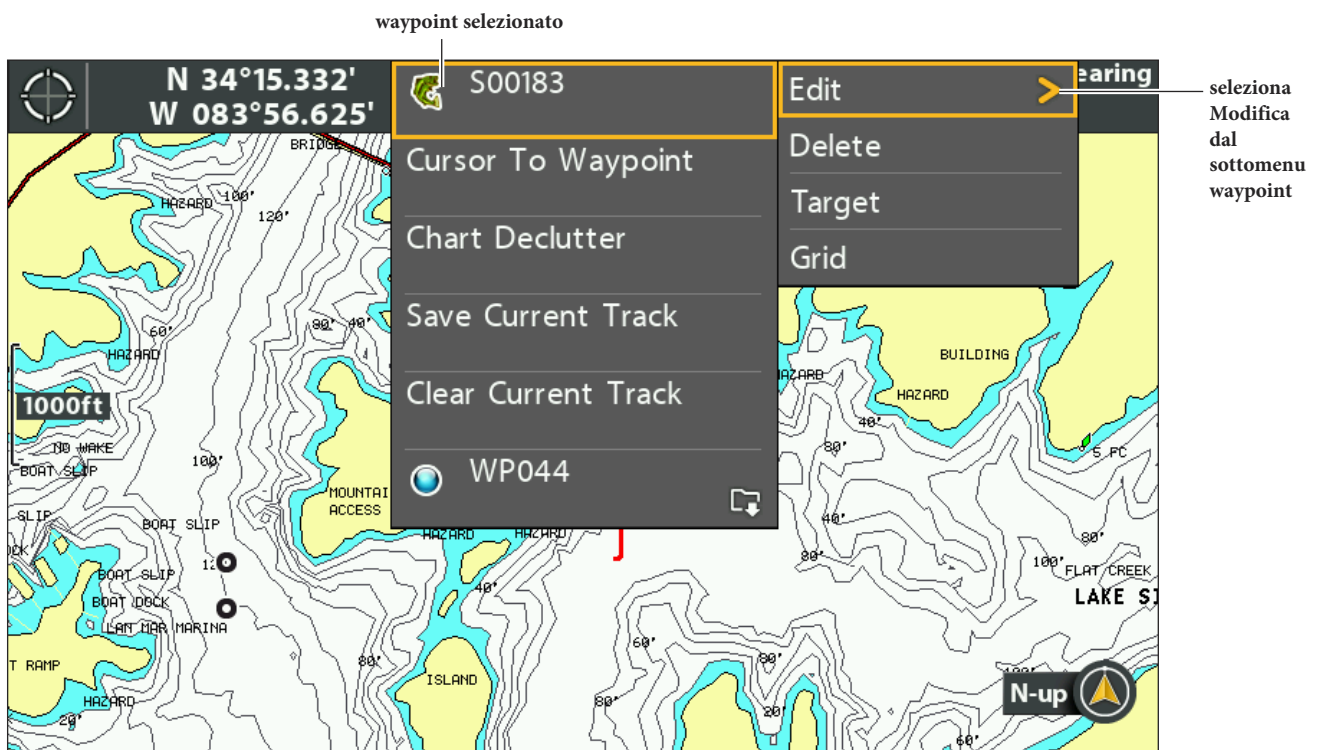 waypoint selezionato
N 34°15.332'
W 083°56.625'
S00183
Cursor To Waypoint
Chart Declutter
Save Current Track
Clear Current Track
WP044
Edit
Delete
Target
Grid
earing
seleziona
Modifica
dal
sottomenu
waypoint
BRIDGE
HAZARD
100'
120'
60'
80'
40'
HAZARD
1000ft
NO WAKE
BOAT SLIP
100'
SLIP
BOAT SLIP
MOUNTAI
ACCESS
BOAT SLIP
BOAT DOCK
LAN MAR MARINA
T RAMP
HAZARD
20'
80'
ISLAND
HAZARD
HAZARD
40'
BUILDING
AZARD
HAZARD
40'
80'
S FC
40'
80'
80'
100'
FLAT CREEK
LAKE SI
60'
80'
80'
20'
60'
N-up